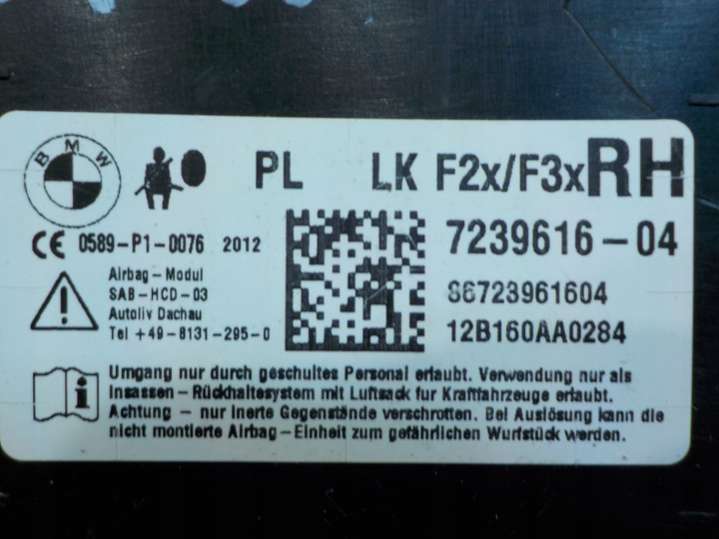 BMW
PL LK F2x/F3x RH
CE 0589-P1-0076 2012
7239616-04
Airbag-Modul
SAB-HCD-03
Autoliv Dachau
Tel +49-8131-295-0
S6723961604
12B160AA0284
Umgang nur durch geschultes Personal erlaubt. Verwendung nur als
Insassen-Rückhaltesystem mit Luftsack für Kraftfahrzeuge erlaubt.
Achtung - nur inerte Gegenstände verschrotten. Bei Auslösung kann die
nicht montierte Airbag-Einheit zum gefährlichen Wurfstück werden.